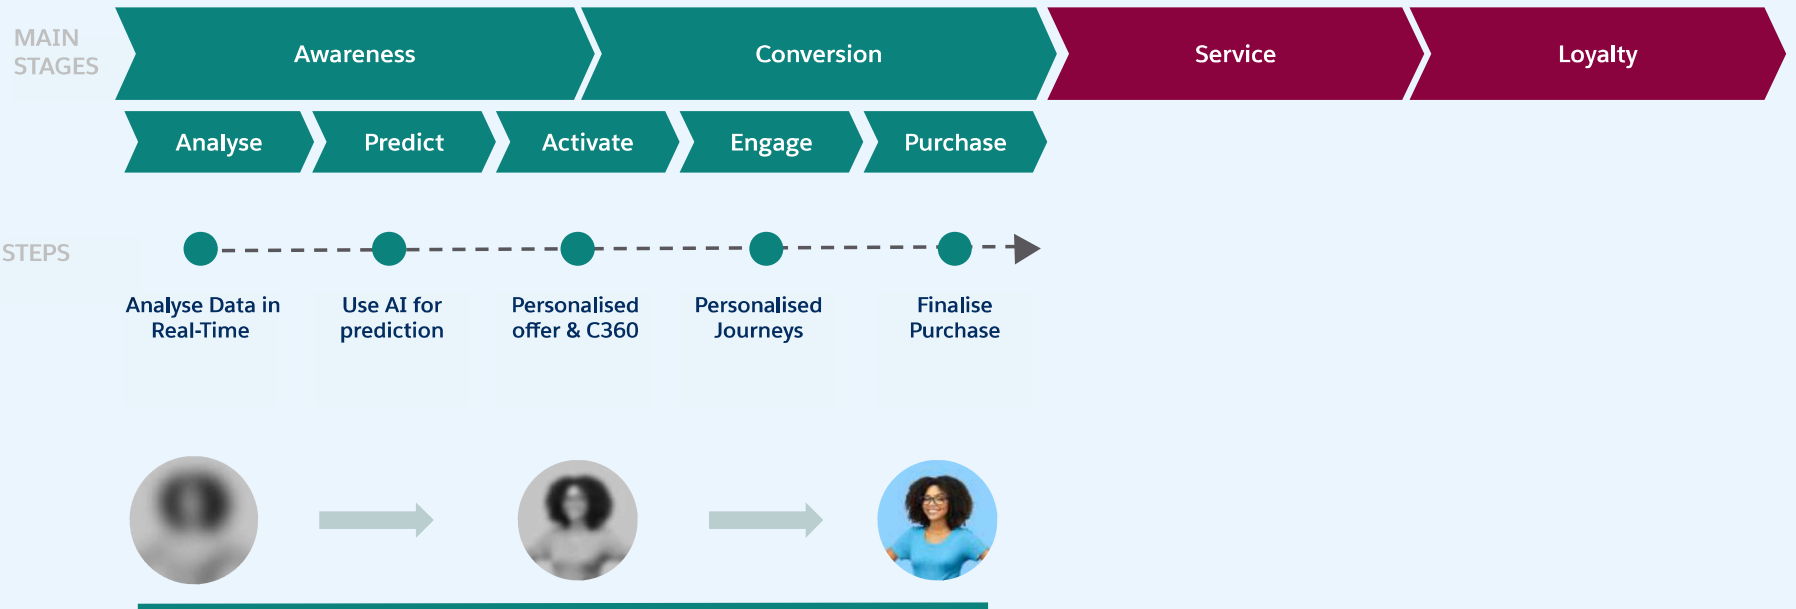 MAIN
STAGES
Awareness
Conversion
Service
Loyalty
Analyse
Predict
Activate
Engage
Purchase
STEPS
Analyse Data in
Real-Time
Use AI for
prediction
Personalised
offer & C360
Personalised
Journeys
Finalise
Purchase